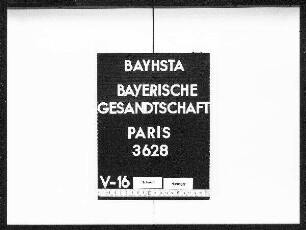 BAYHSTA
BAYERISCHE
GESANDTSCHAFT
PARIS
3628
V-16